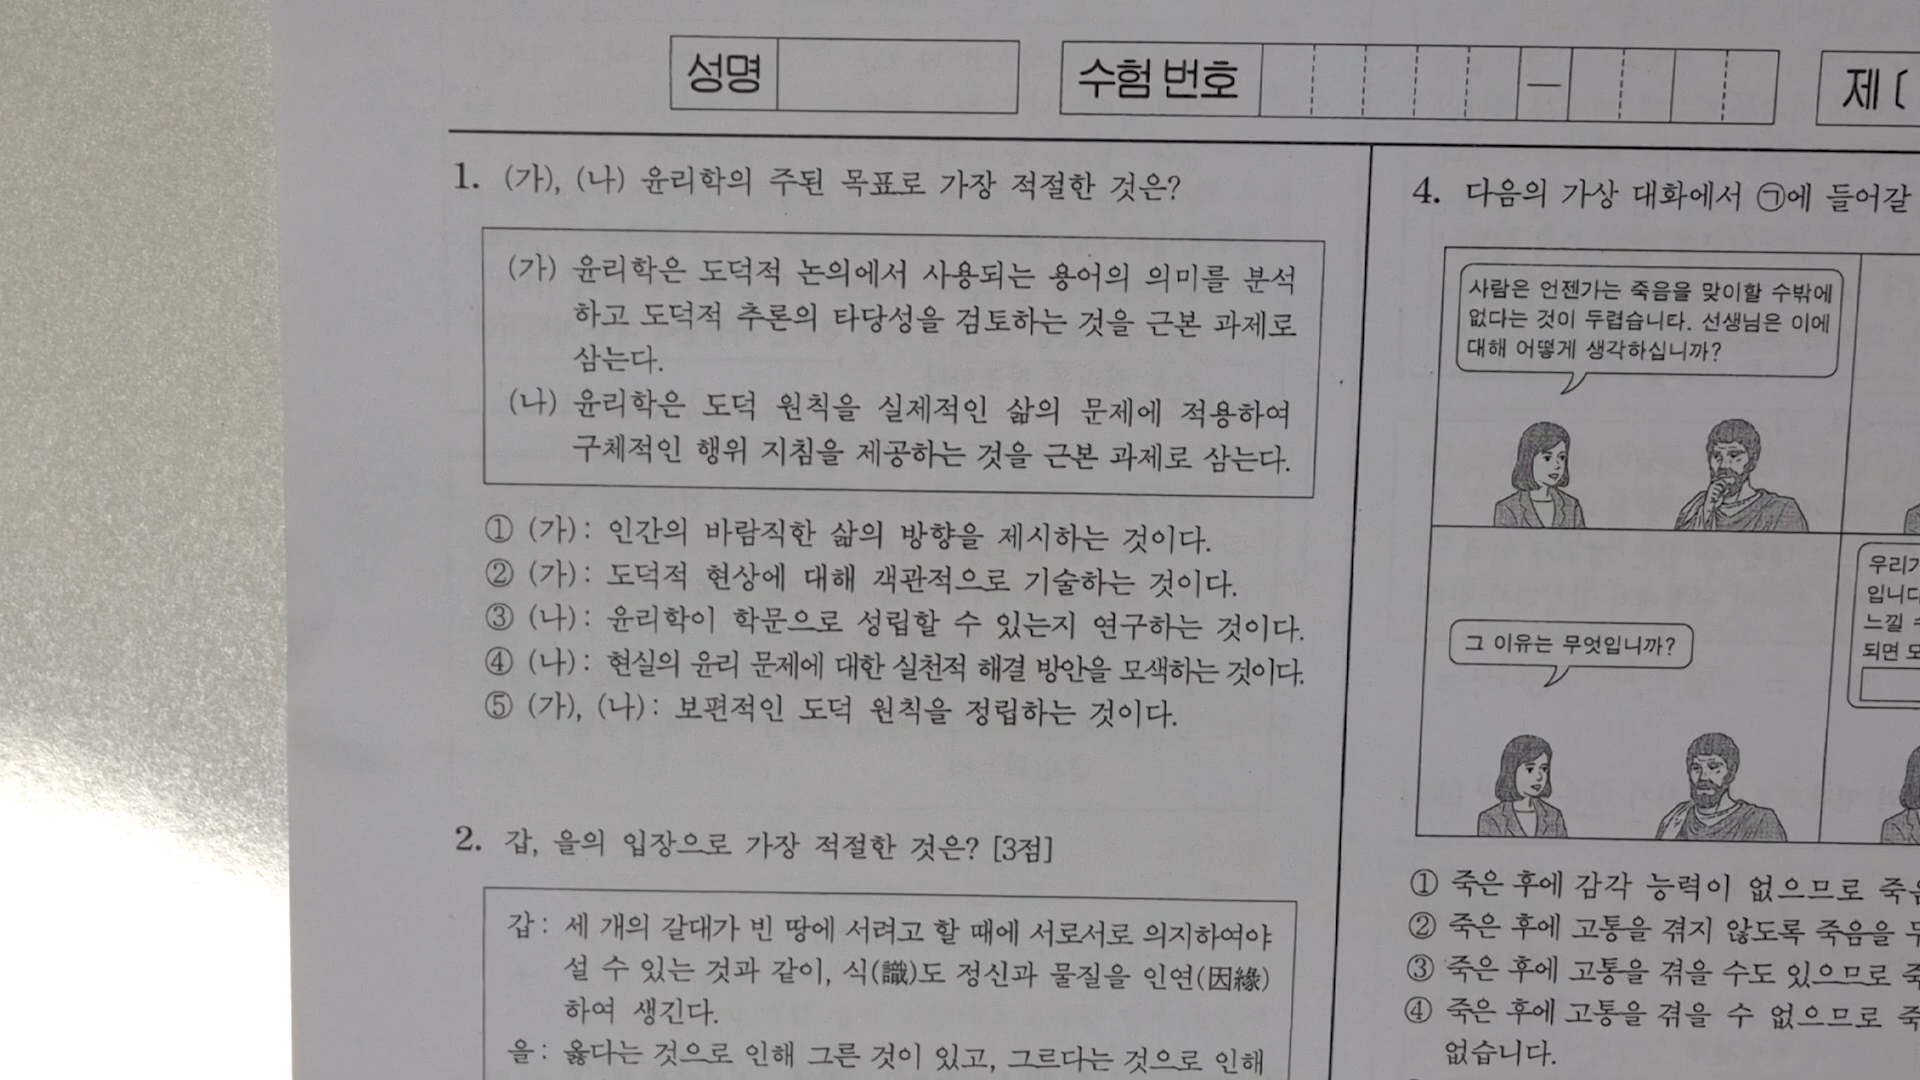 성명
수험 번호
제 (
1. (가), (나) 윤리학의 주된 목표로 가장 적절한 것은?
(가) 윤리학은 도덕적 논의에서 사용되는 용어의 의미를 분석
하고 도덕적 추론의 타당성을 검토하는 것을 근본 과제로
삼는다.
(나) 윤리학은 도덕 원칙을 실제적인 삶의 문제에 적용하여
구체적인 행위 지침을 제공하는 것을 근본 과제로 삼는다.
① (가) : 인간의 바람직한 삶의 방향을 제시하는 것이다.
② (가) : 도덕적 현상에 대해 객관적으로 기술하는 것이다.
③ (나) : 윤리학이 학문으로 성립할 수 있는지 연구하는 것이다.
④ (나) : 현실의 윤리 문제에 대한 실천적 해결 방안을 모색하는 것이다.
⑤ (가), (나) : 보편적인 도덕 원칙을 정립하는 것이다.
2. 갑, 을의 입장으로 가장 적절한 것은? [3점]
갑 : 세 개의 갈대가 빈 땅에 서려고 할 때에 서로서로 의지하여야
설 수 있는 것과 같이, 식(識)도 정신과 물질을 인연(因緣)
하여 생긴다.
을 : 옳다는 것으로 인해 그른 것이 있고, 그르다는 것으로 인해
4. 다음의 가상 대화에서 ㉠에 들어갈
사람은 언젠가는 죽음을 맞이할 수밖에
없다는 것이 두렵습니다. 선생님은 이에
대해 어떻게 생각하십니까?
그 이유는 무엇입니까?
우리가
입니다
느낄 수
되면 모
① 죽은 후에 감각 능력이 없으므로
② 죽은 후에 고통을 겪지 않도록 죽음을
③ 죽은 후에 고통을 겪을 수도 있으므로
④ 죽은 후에 고통을 겪을 수 없으므로
없습니다.